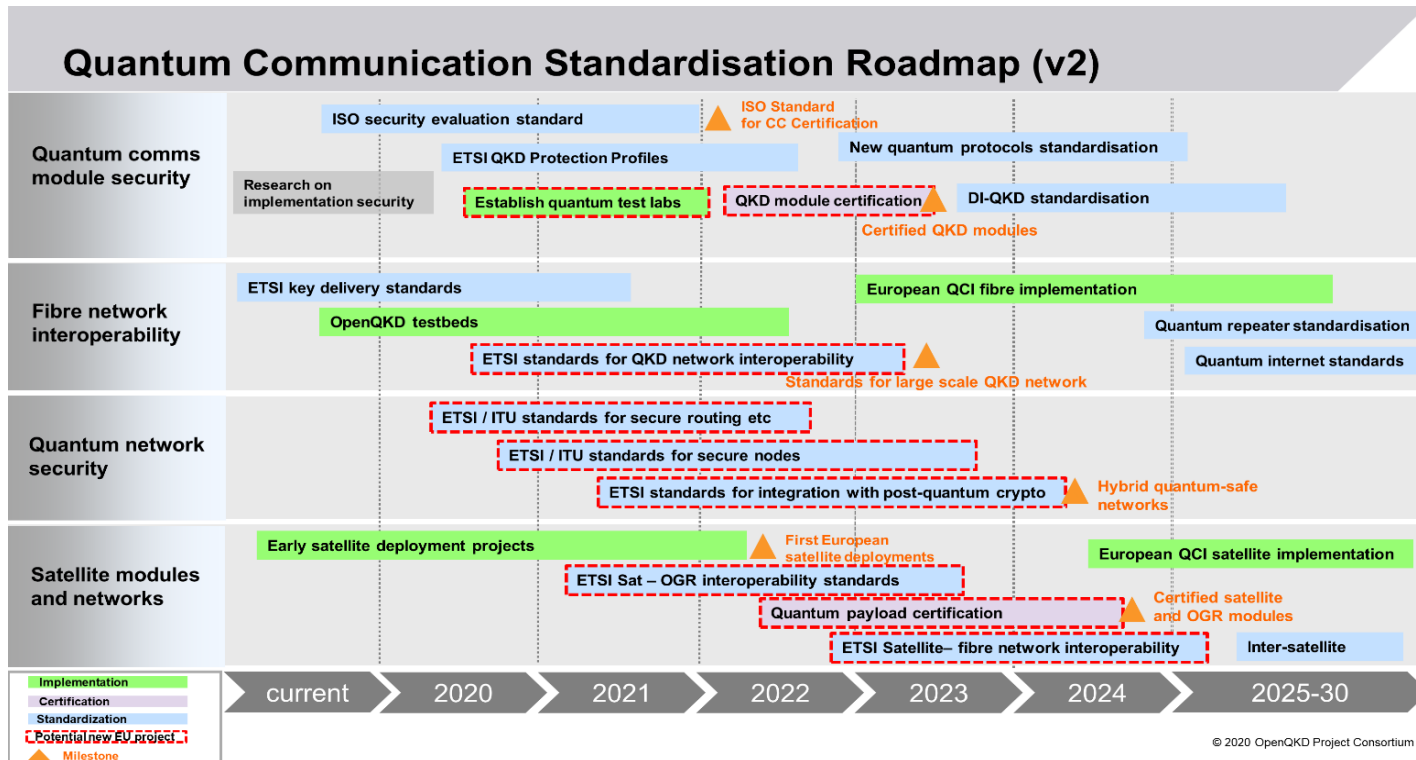 Quantum Communication Standardisation Roadmap (v2)
Quantum comms
module security
ISO security evaluation standard
ISO Standard
for CC Certification
ETSI QKD Protection Profiles
New quantum protocols standardisation
Research on
implementation security
Establish quantum test labs
QKD module certification
DI-QKD standardisation
Certified QKD modules
Fibre network
interoperability
ETSI key delivery standards
European QCI fibre implementation
OpenQKD testbeds
Quantum repeater standardisation
ETSI standards for QKD network interoperability
Quantum internet standards
Standards for large scale QKD network
Quantum network
security
ETSI / ITU standards for secure routing etc
ETSI / ITU standards for secure nodes
ETSI standards for integration with post-quantum crypto
Hybrid quantum-safe
networks
Satellite modules
and networks
Early satellite deployment projects
First European
satellite deployments
European QCI satellite implementation
ETSI Sat – OGR interoperability standards
Quantum payload certification
Certified satellite
and OGR modules
ETSI Satellite– fibre network interoperability
Inter-satellite
current
2020
2021
2022
2023
2024
2025-30
Implementation
Certification
Standardization
Potential new EU project
Milestone
© 2020 OpenQKD Project Consortium